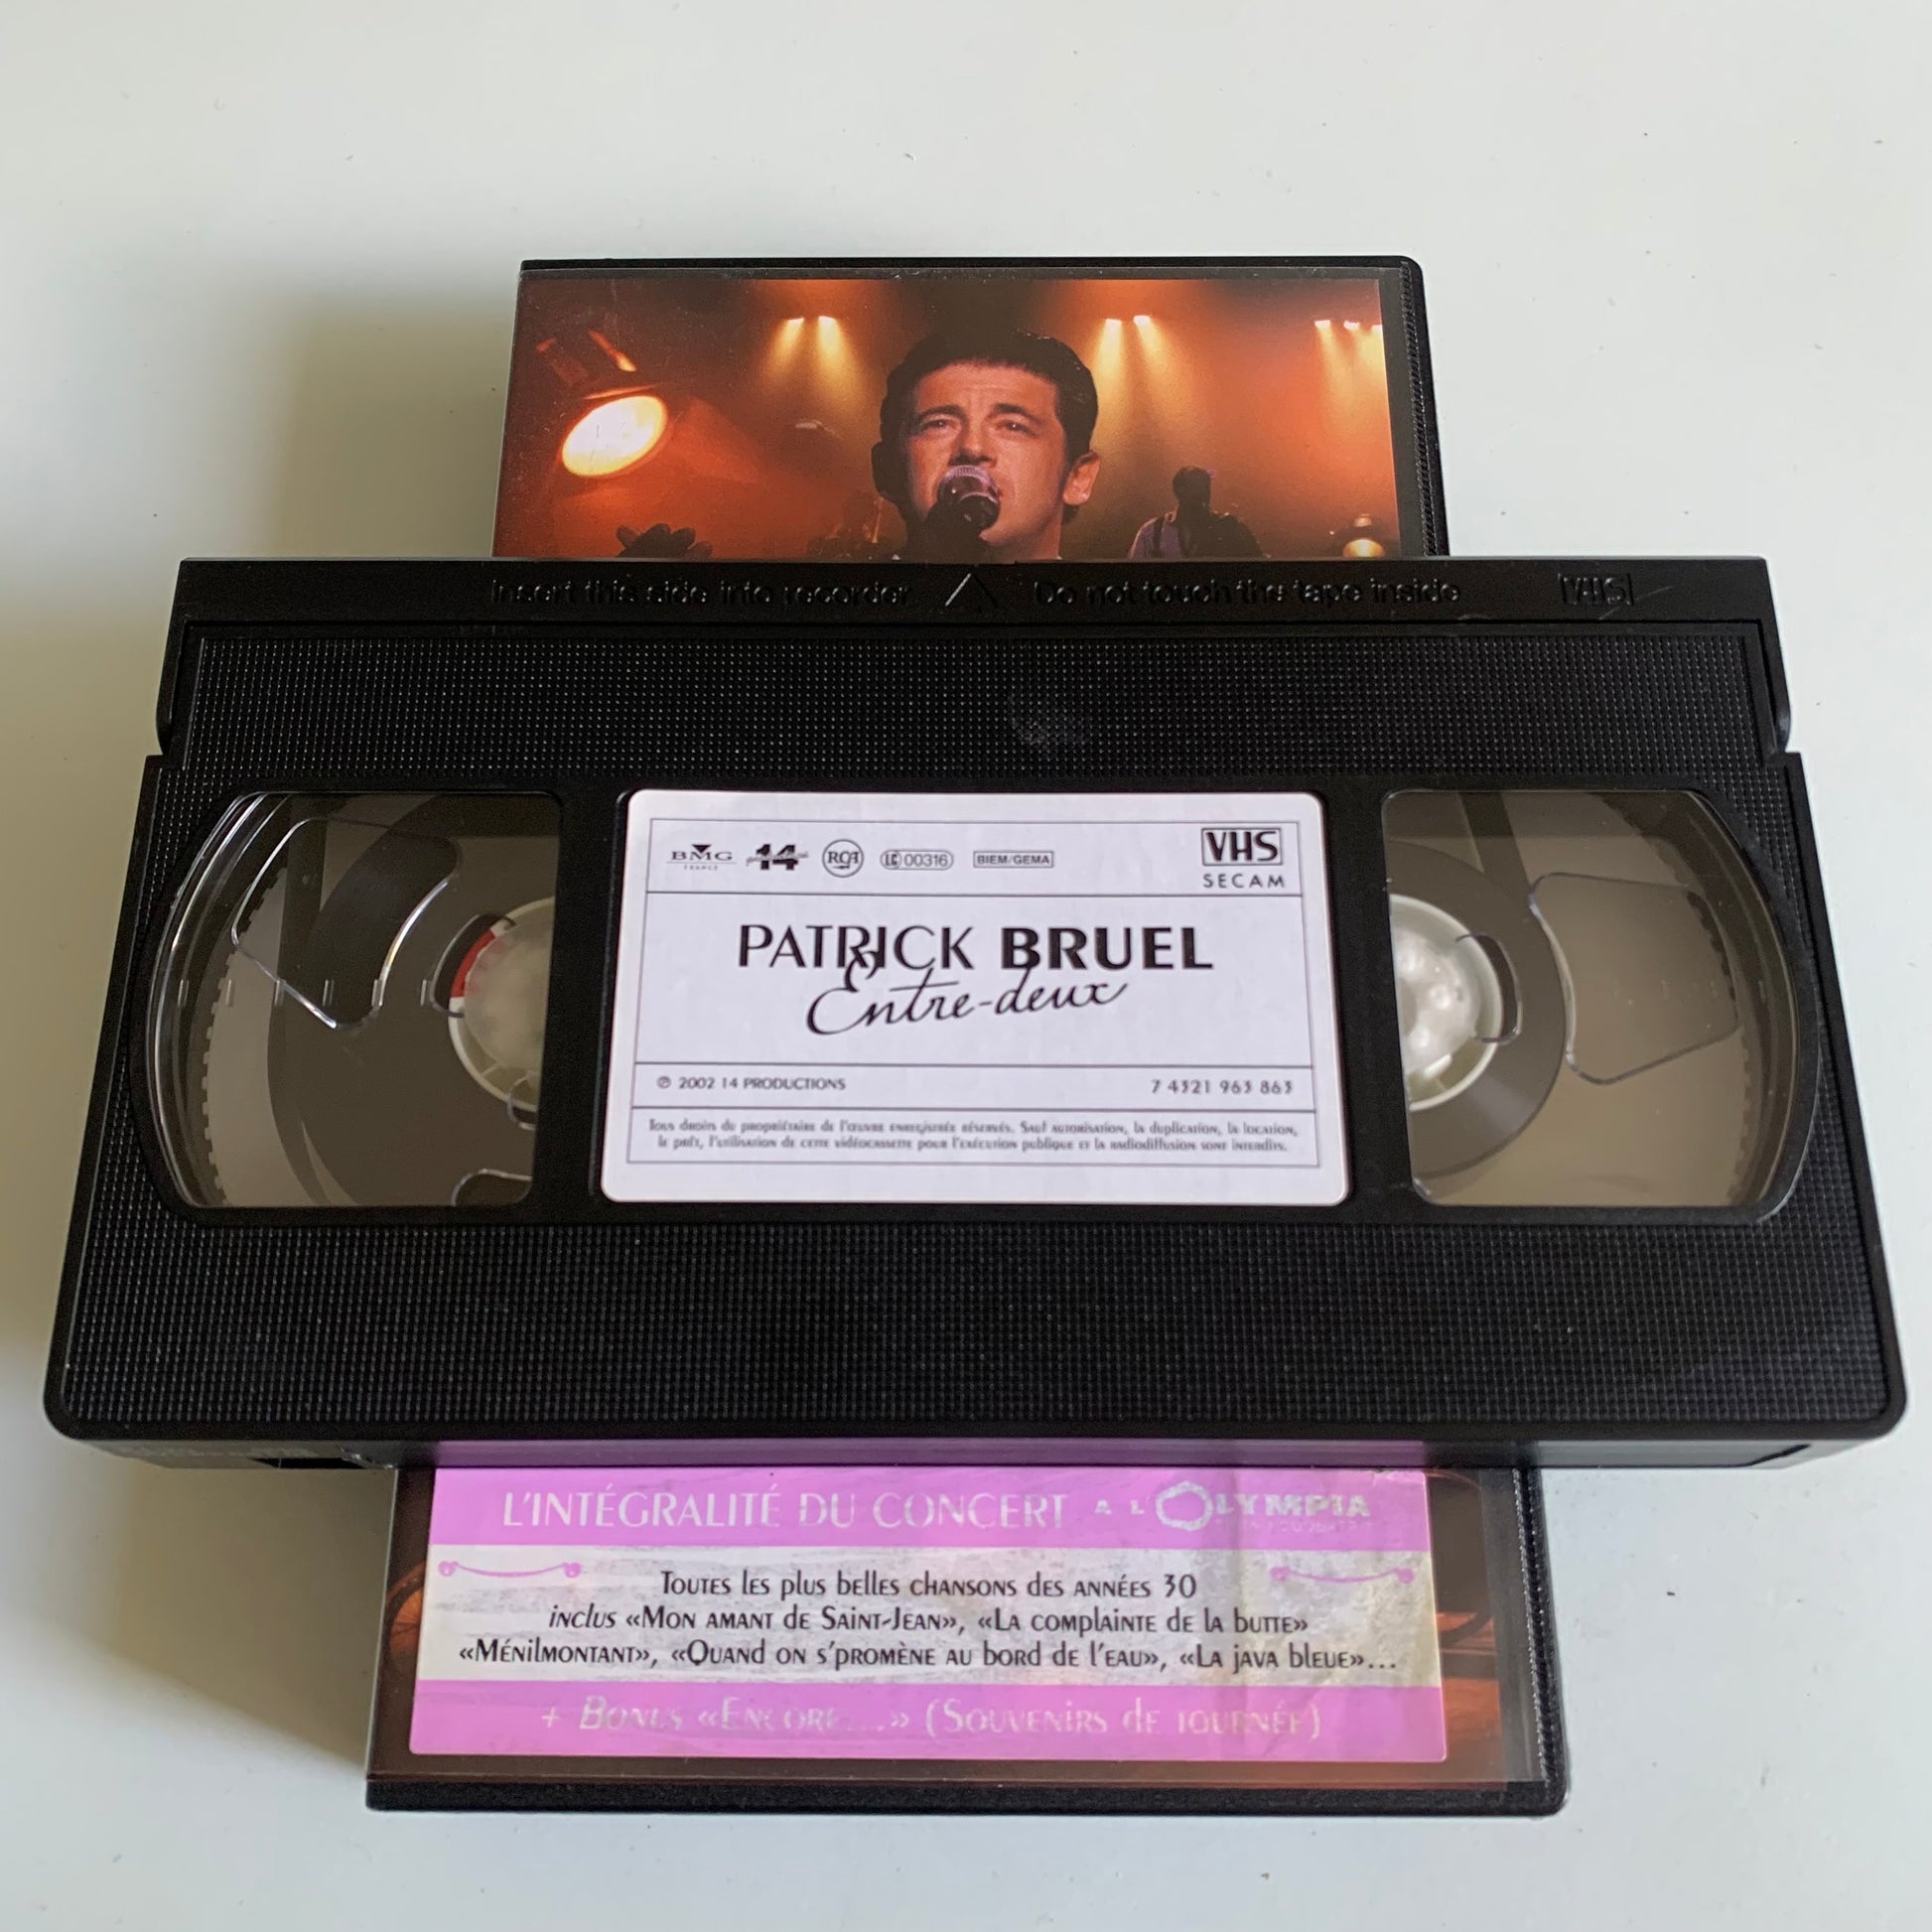 Insert this side into recorder △ Do not touch the tape inside VHS
BMG FRANCE 14 RCA LC 00316 BIEM/GEMA VHS
SECAM
PATRICK BRUEL
Entre-deux
℗ 2002 14 PRODUCTIONS 7 4321 963 863
Tous droits du propriétaire de l'œuvre enregistrée réservés. Sauf autorisation, la duplication, la location,
le prêt, l'utilisation de cette vidéocassette pour l'exécution publique et la radiodiffusion sont interdits.
L'INTÉGRALITÉ DU CONCERT A L'OLYMPIA
Toutes les plus belles chansons des années 30
inclus «Mon amant de Saint-Jean», «La complainte de la butte»
«Ménilmontant», «Quand on s'promène au bord de l'eau», «La java bleue»...
+ Bonus «Encore...» (Souvenirs de tournée)